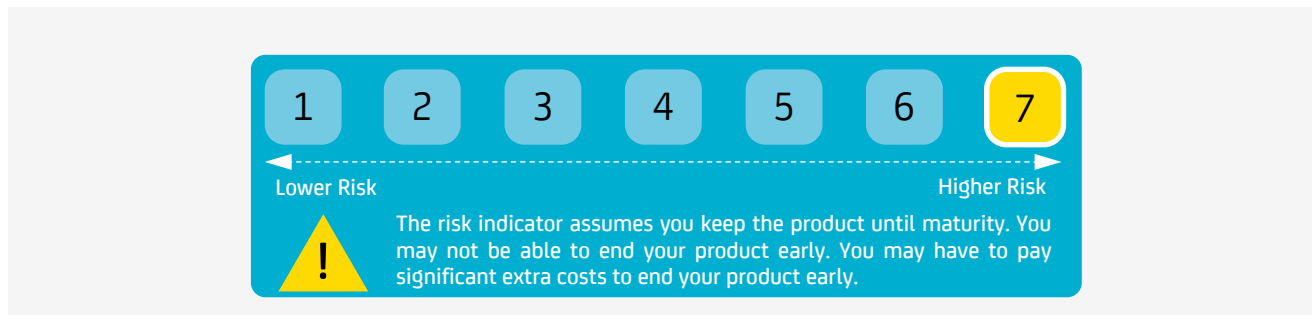 1 2 3 4 5 6 7
Lower Risk Higher Risk
The risk indicator assumes you keep the product until maturity. You
may not be able to end your product early. You may have to pay
significant extra costs to end your product early.
!